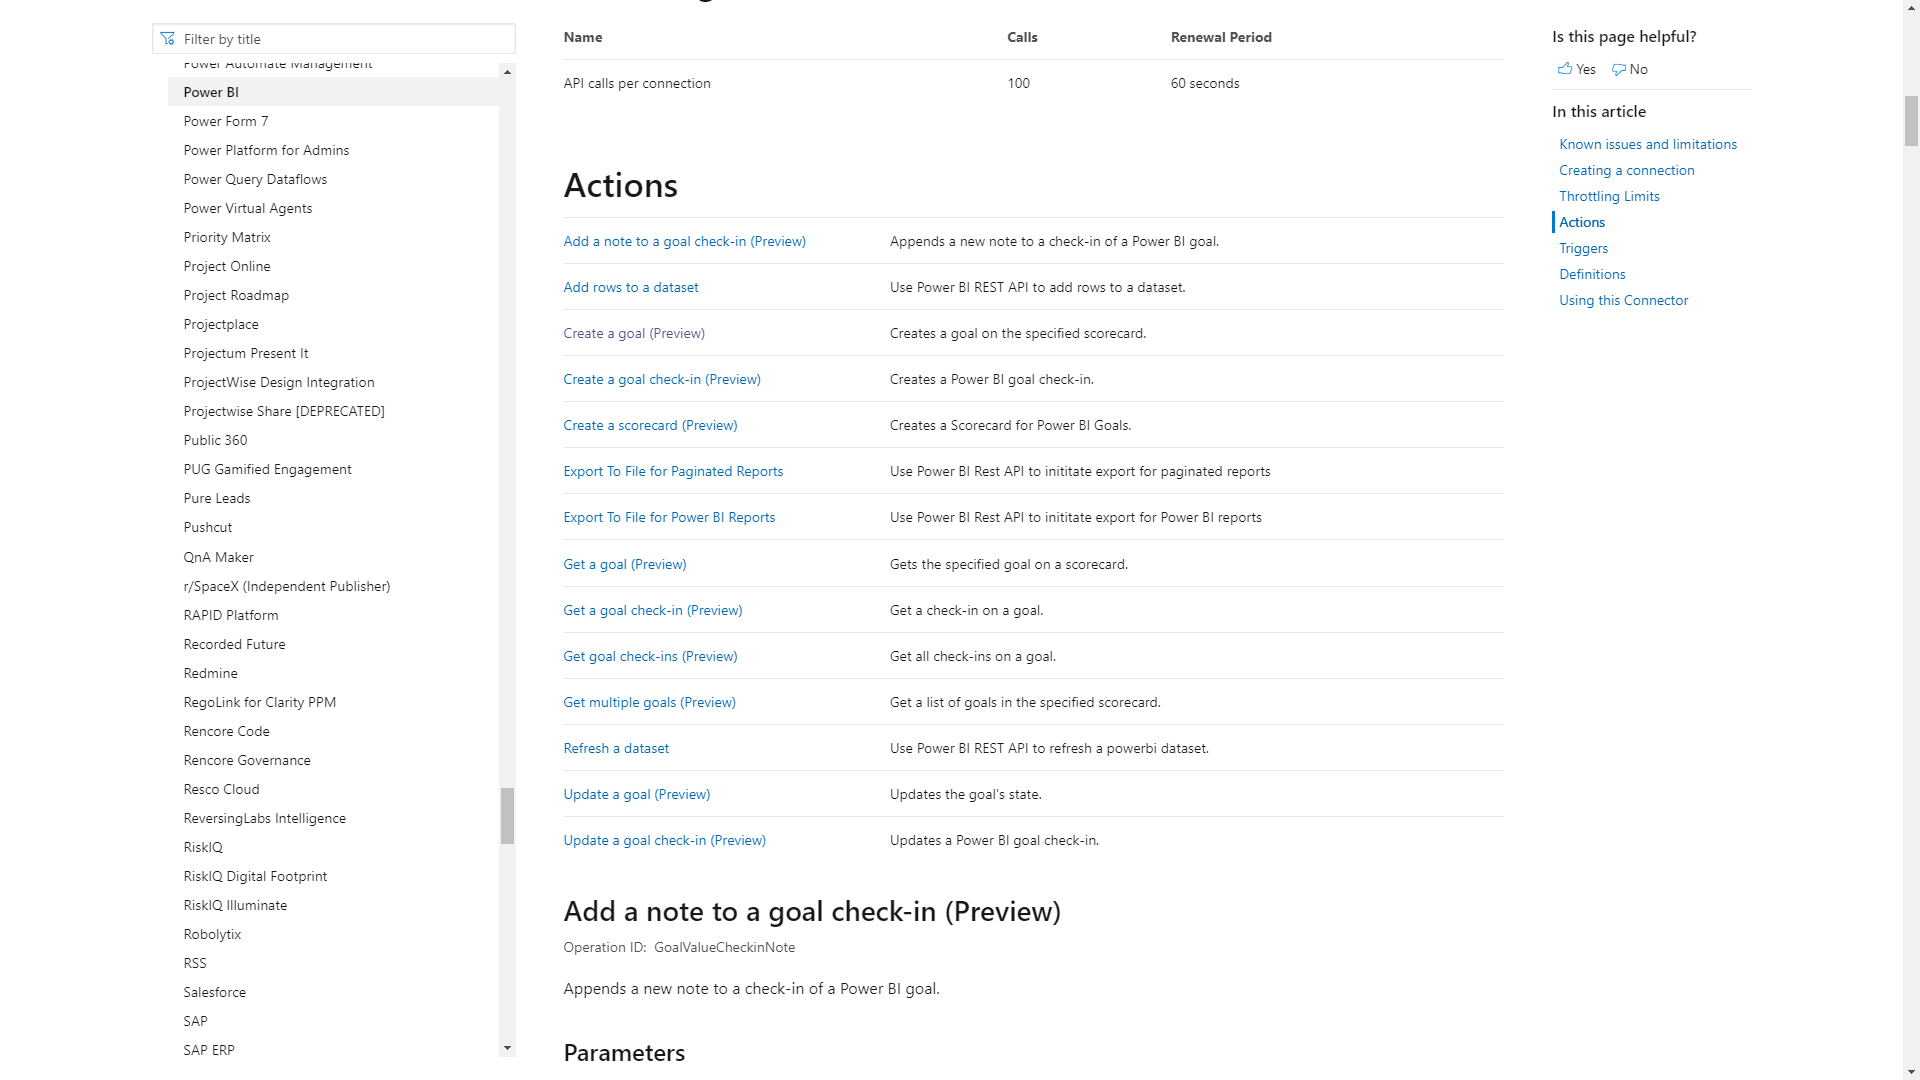 Filter by title
Power Automate Management
Power BI
Power Form 7
Power Platform for Admins
Power Query Dataflows
Power Virtual Agents
Priority Matrix
Project Online
Project Roadmap
Projectplace
Projectum Present It
ProjectWise Design Integration
Projectwise Share [DEPRECATED]
Public 360
PUG Gamified Engagement
Pure Leads
Pushcut
QnA Maker
r/SpaceX (Independent Publisher)
RAPID Platform
Recorded Future
Redmine
RegoLink for Clarity PPM
Rencore Code
Rencore Governance
Resco Cloud
ReversingLabs Intelligence
RiskIQ
RiskIQ Digital Footprint
RiskIQ Illuminate
Robolytix
RSS
Salesforce
SAP
SAP ERP
Name Calls Renewal Period
API calls per connection 100 60 seconds
Actions
Add a note to a goal check-in (Preview) Appends a new note to a check-in of a Power BI goal.
Add rows to a dataset Use Power BI REST API to add rows to a dataset.
Create a goal (Preview) Creates a goal on the specified scorecard.
Create a goal check-in (Preview) Creates a Power BI goal check-in.
Create a scorecard (Preview) Creates a Scorecard for Power BI Goals.
Export To File for Paginated Reports Use Power BI Rest API to inititate export for paginated reports
Export To File for Power BI Reports Use Power BI Rest API to inititate export for Power BI reports
Get a goal (Preview) Gets the specified goal on a scorecard.
Get a goal check-in (Preview) Get a check-in on a goal.
Get goal check-ins (Preview) Get all check-ins on a goal.
Get multiple goals (Preview) Get a list of goals in the specified scorecard.
Refresh a dataset Use Power BI REST API to refresh a powerbi dataset.
Update a goal (Preview) Updates the goal's state.
Update a goal check-in (Preview) Updates a Power BI goal check-in.
Add a note to a goal check-in (Preview)
Operation ID: GoalValueCheckinNote
Appends a new note to a check-in of a Power BI goal.
Parameters
Is this page helpful?
Yes No
In this article
Known issues and limitations
Creating a connection
Throttling Limits
Actions
Triggers
Definitions
Using this Connector